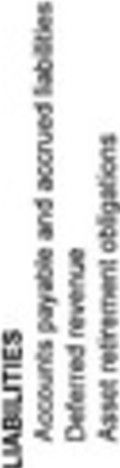 LIABILITIES
Accounts payable and accrued liabilities
Deferred revenue
Asset retirement obligations